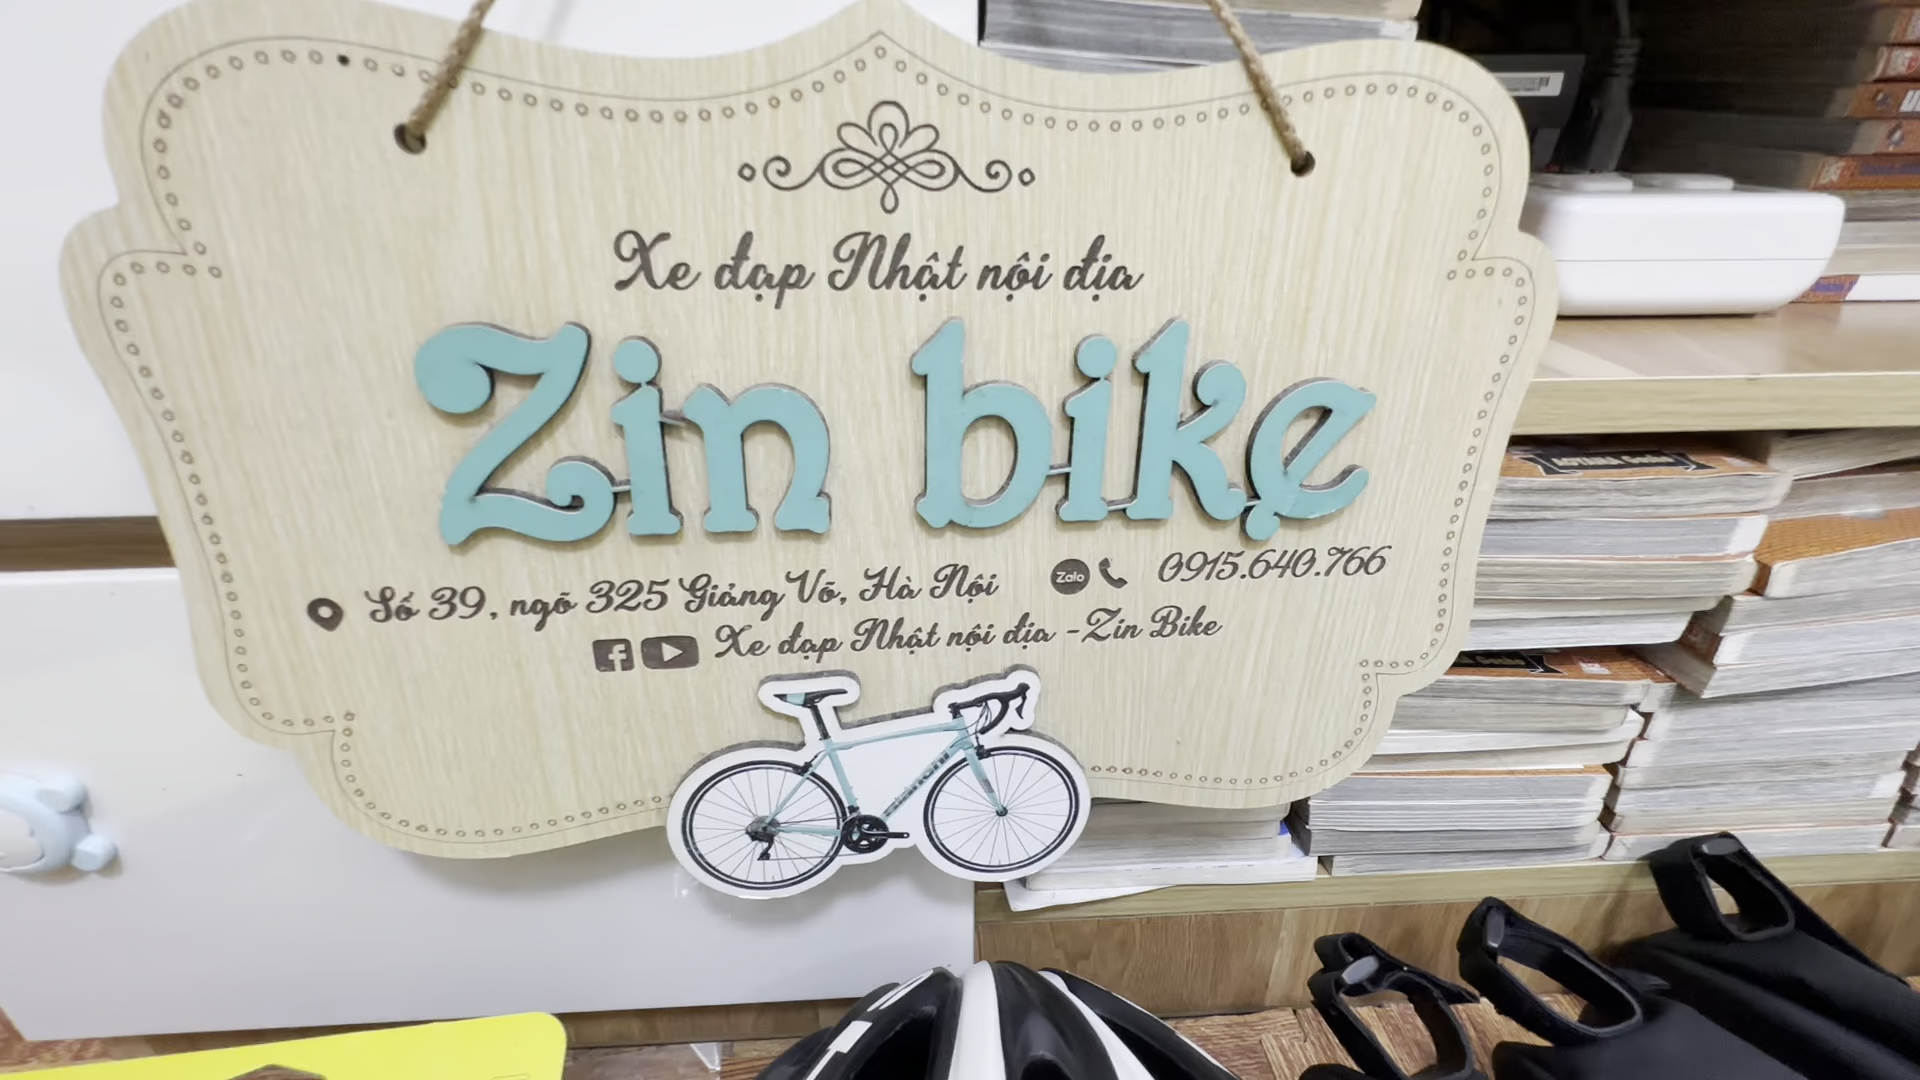 Xe đạp Nhật nội địa
Zin bike
Số 39, ngõ 325 Giảng Võ, Hà Nội
Zalo 0915.640.766
Xe đạp Nhật nội địa - Zin Bike
Bianchi